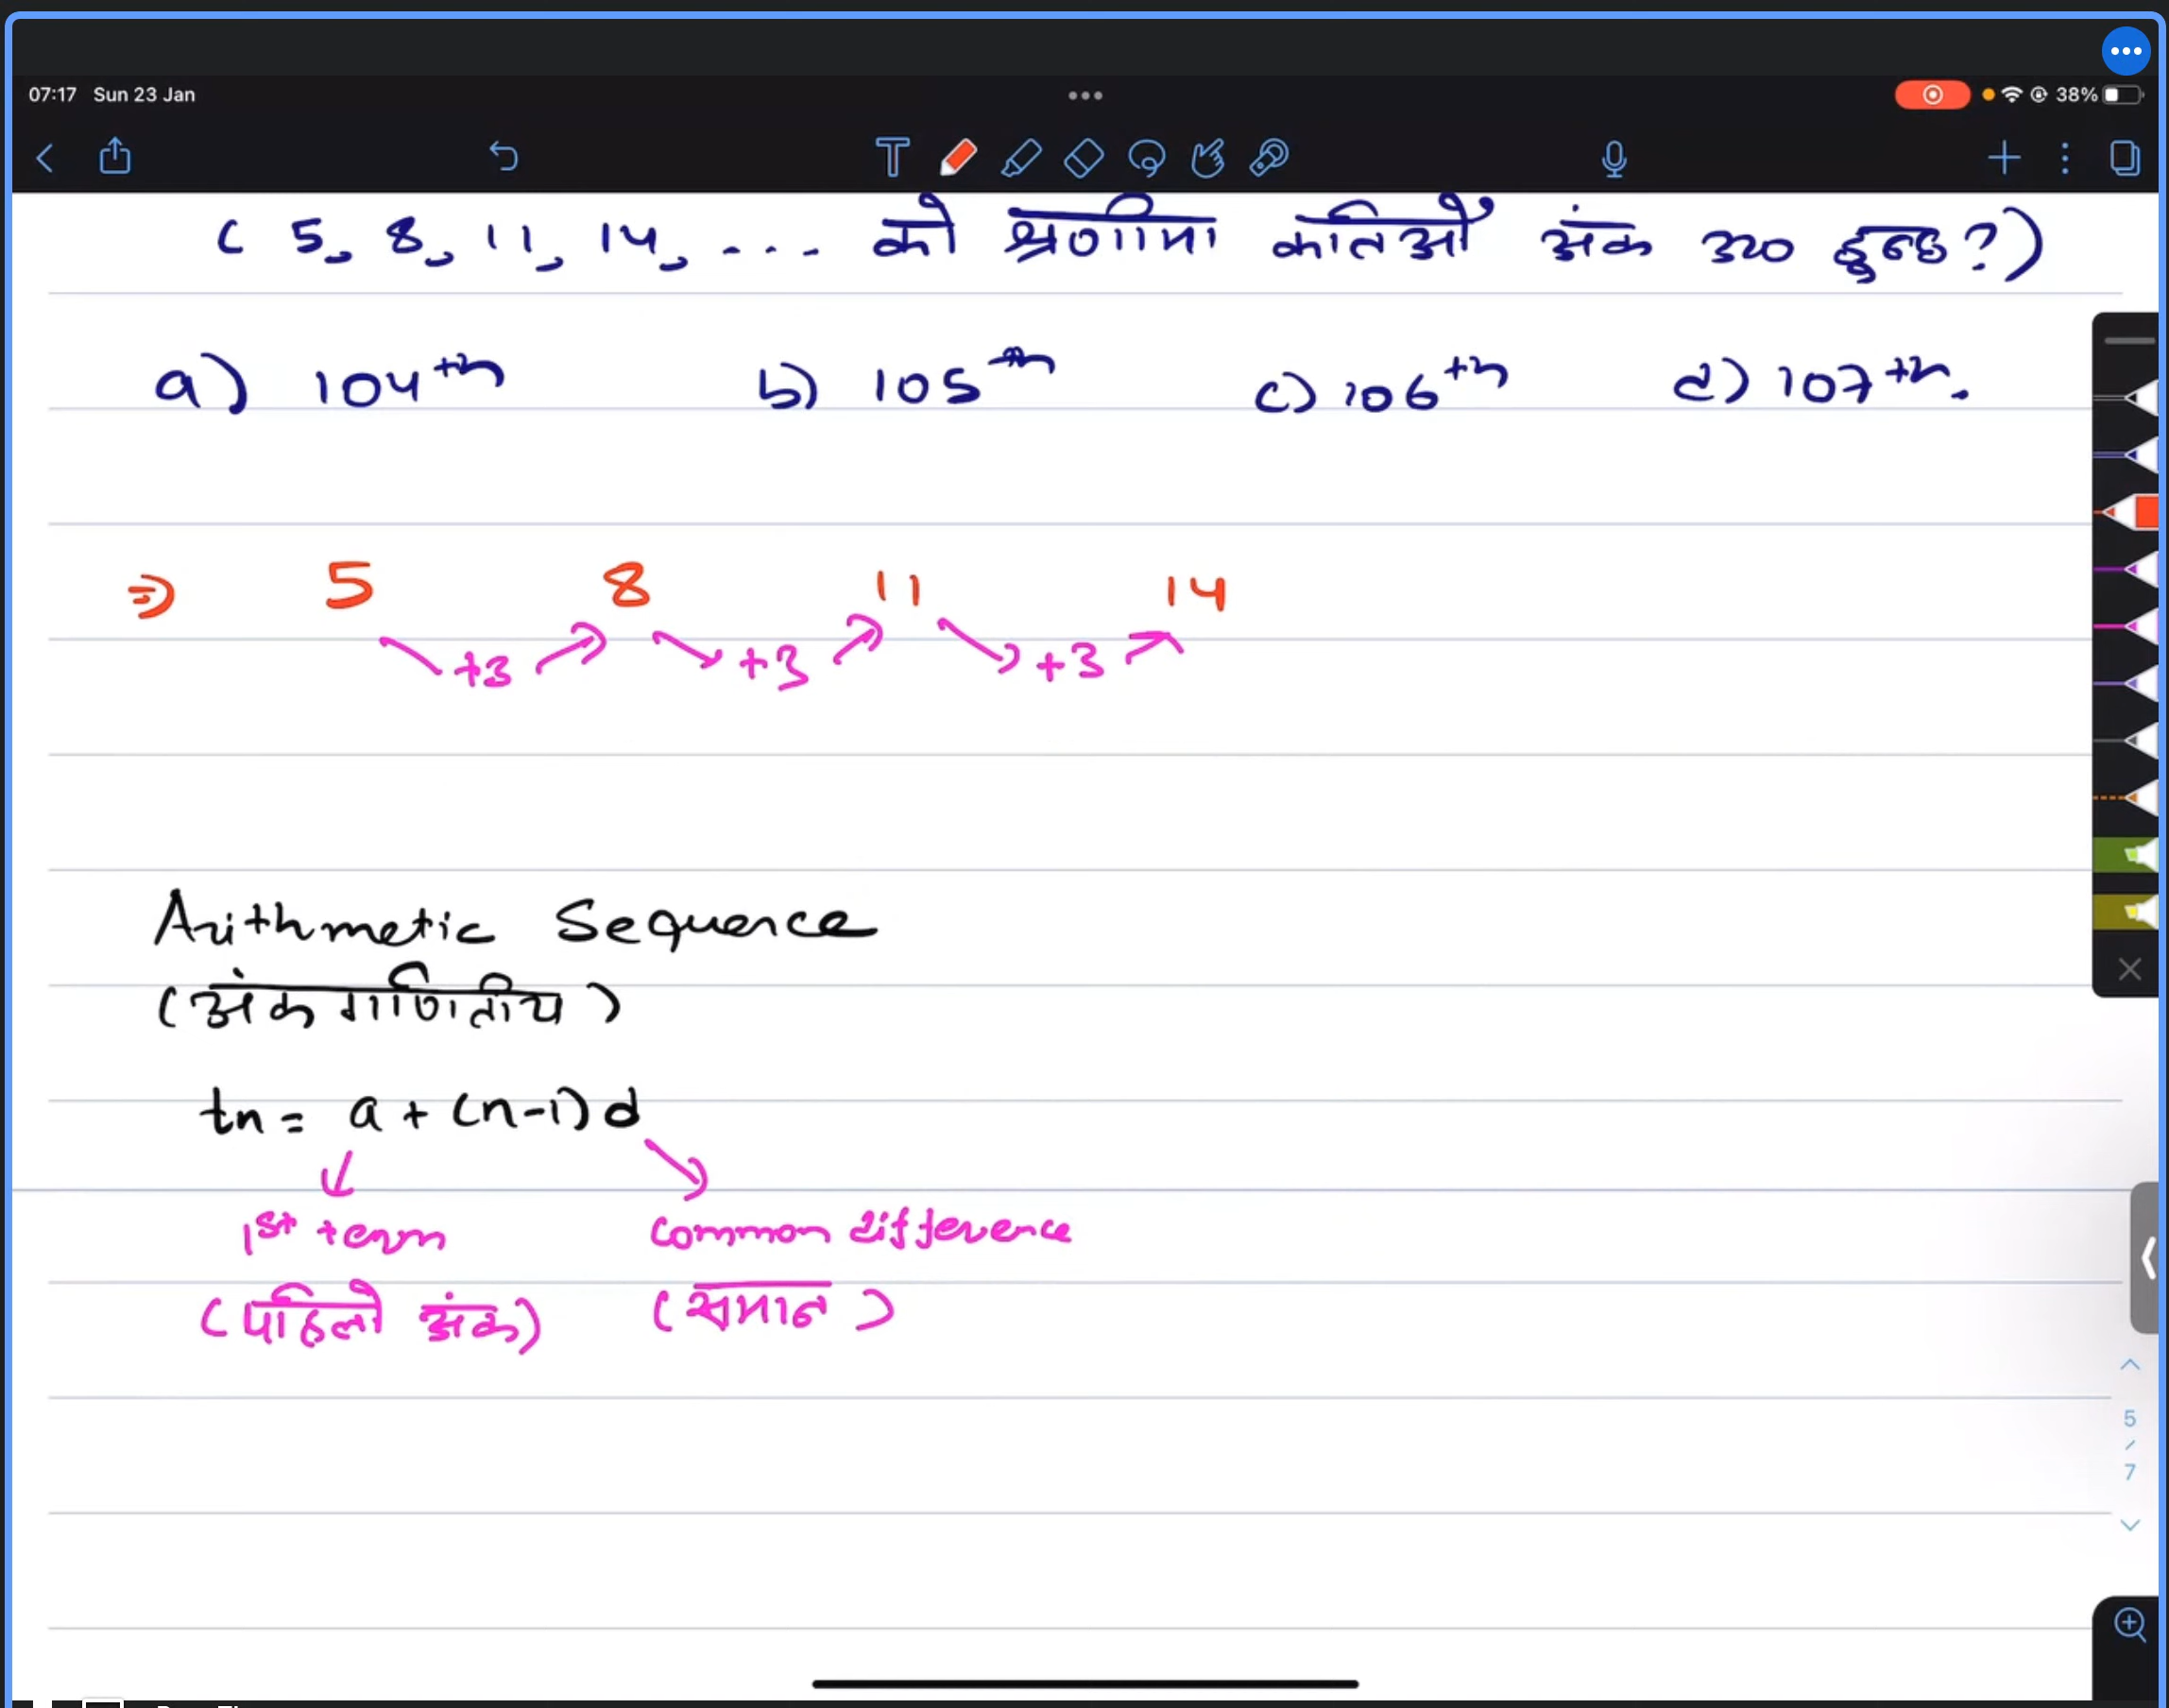 07:17 Sun 23 Jan
38%
( 5, 8, 11, 14, ... को श्रेणीमा कतिऔं अंक 320 हुन्छ?)
a) 104th b) 105th c) 106th d) 107th.
⇒ 5 8 11 14
+3 +3 +3
Arithmetic Sequence
(अंक गणितीय)
tn = a + (n-1) d
1st term common difference
(पहिलो अंक) (समान)
5
/
7